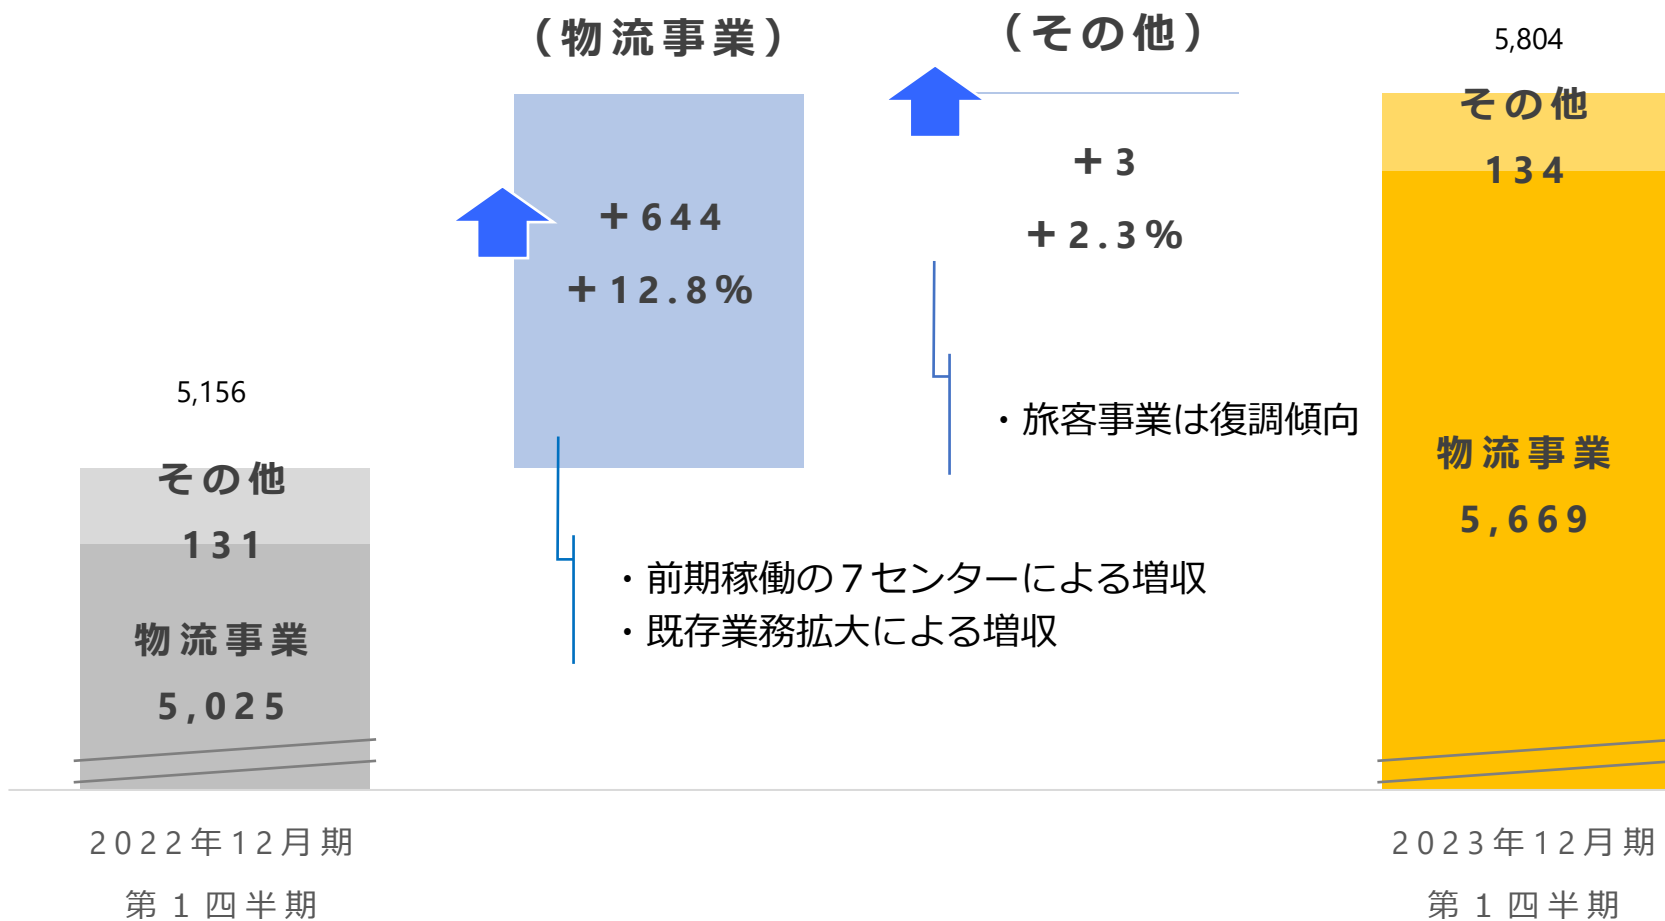 （物流事業）
（その他）
5,804
その他
134
＋3
＋2.3%
＋644
＋12.8%
5,156
・旅客事業は復調傾向
その他
131
物流事業
5,669
・前期稼働の７センターによる増収
・既存業務拡大による増収
物流事業
5,025
2022年12月期
第１四半期
2023年12月期
第１四半期